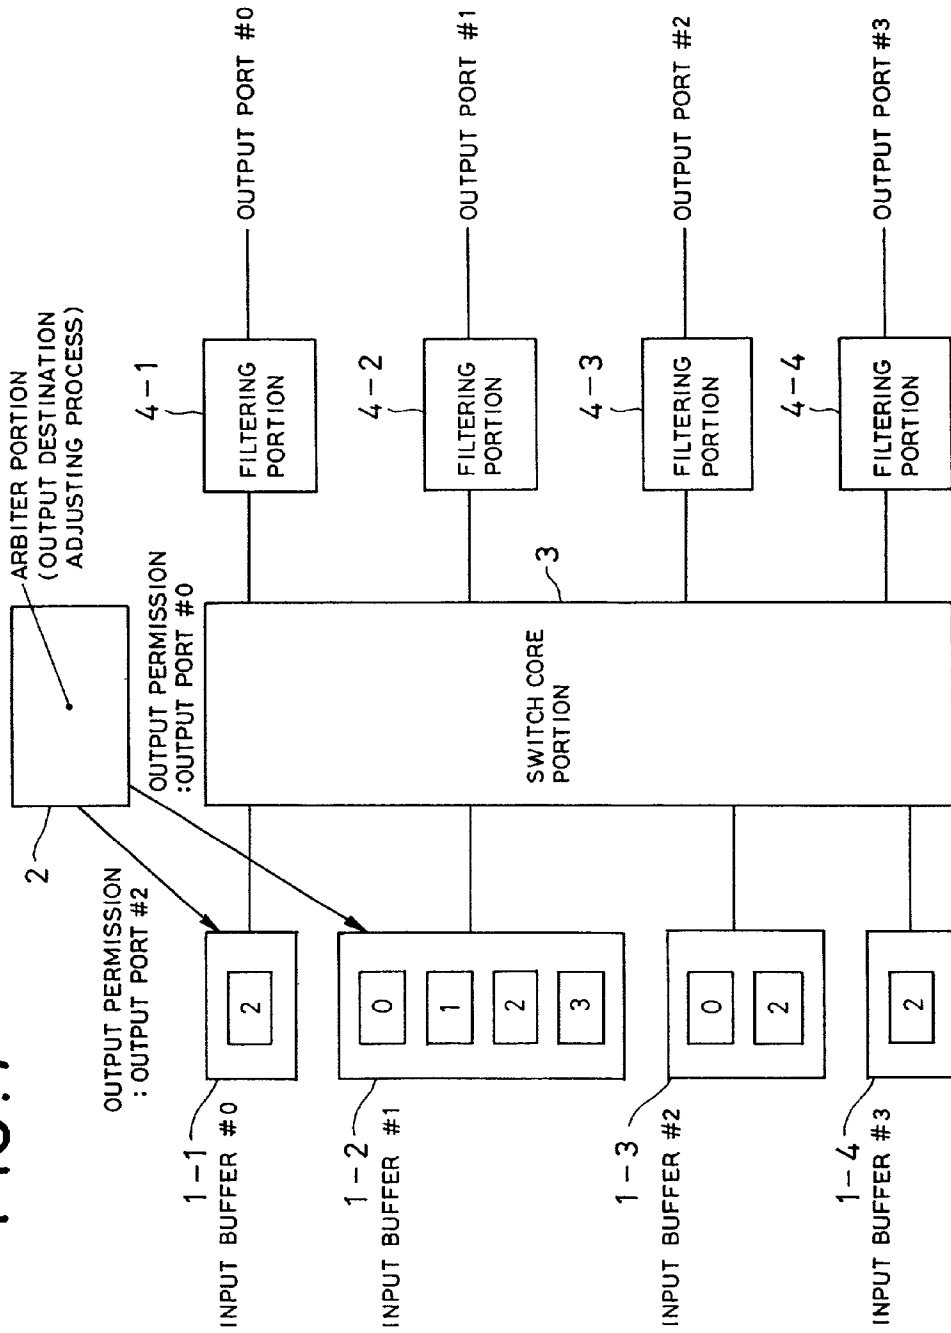 ARBITER PORTION
(OUTPUT DESTINATION
ADJUSTING PROCESS)
2
OUTPUT PERMISSION
: OUTPUT PORT #2
OUTPUT PERMISSION
:OUTPUT PORT #0
1-1
INPUT BUFFER #0
2
1-2
INPUT BUFFER #1
0
1
2
3
1-3
INPUT BUFFER #2
0
2
1-4
INPUT BUFFER #3
2
SWITCH CORE
PORTION
3
4-1
FILTERING
PORTION
OUTPUT PORT #0
4-2
FILTERING
PORTION
OUTPUT PORT #1
4-3
FILTERING
PORTION
OUTPUT PORT #2
4-4
FILTERING
PORTION
OUTPUT PORT #3